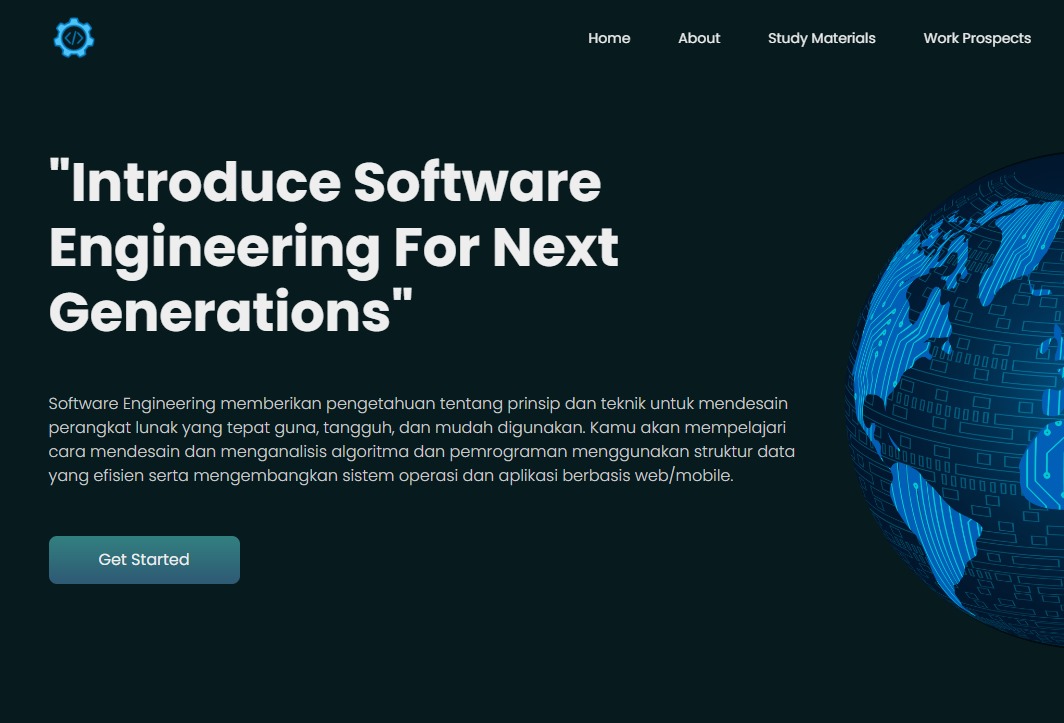 </>
Home About Study Materials Work Prospects
"Introduce Software
Engineering For Next
Generations"
Software Engineering memberikan pengetahuan tentang prinsip dan teknik untuk mendesain
perangkat lunak yang tepat guna, tangguh, dan mudah digunakan. Kamu akan mempelajari
cara mendesain dan menganalisis algoritma dan pemrograman menggunakan struktur data
yang efisien serta mengembangkan sistem operasi dan aplikasi berbasis web/mobile.
Get Started